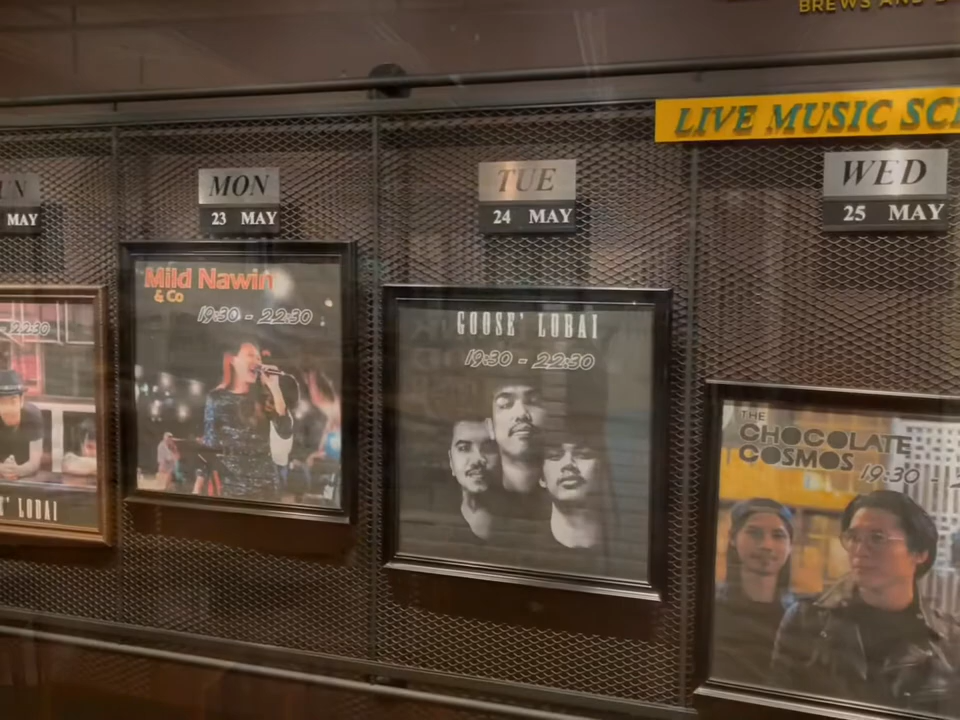 BREWS AND
LIVE MUSIC
MAY
22:30
LOBAI
MON
23 MAY
Mild Nawin
& Co
19:30 - 22:30
TUE
24 MAY
GOOSE' LOBAI
19:30 - 22:30
WED
25 MAY
THE
CHOCOLATE
COSMOS
19:30 -